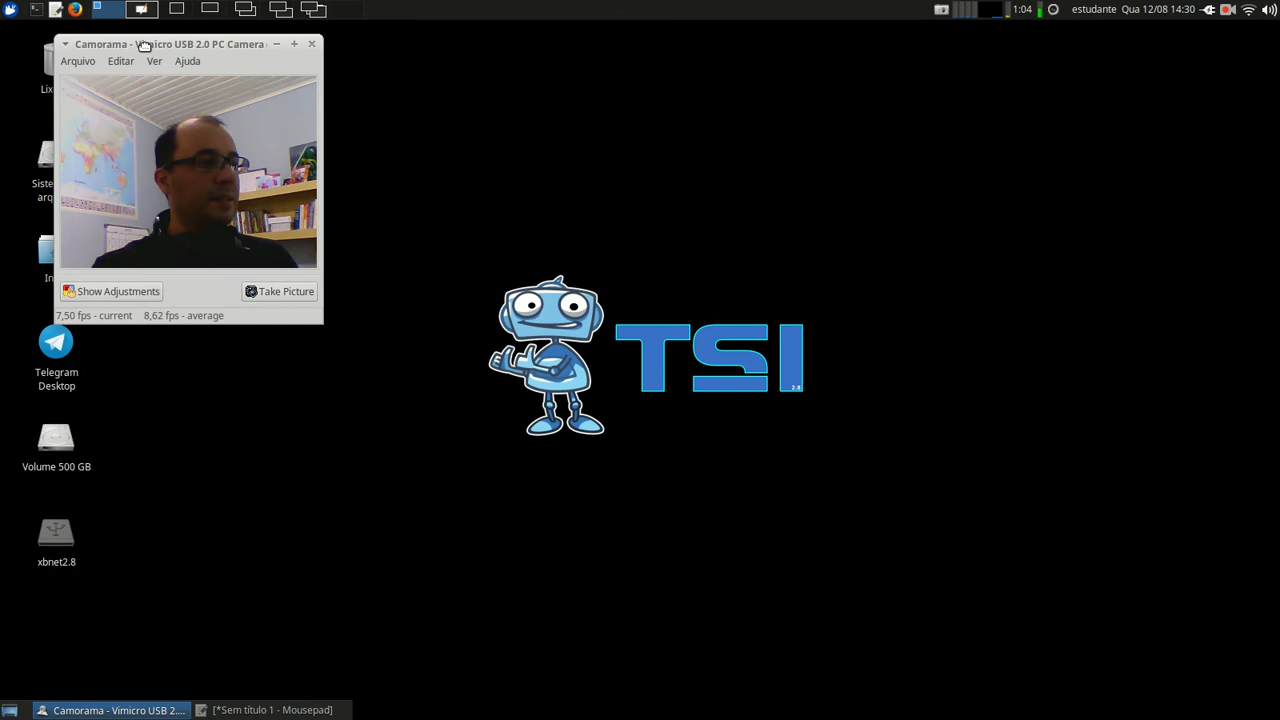 1:04
estudante
Qua 12/08 14:30
Camorama - Vimicro USB 2.0 PC Camera
Arquivo
Editar
Ver
Ajuda
Show Adjustments
Take Picture
7,50 fps - current
8,62 fps - average
Telegram
Desktop
Volume 500 GB
xbnet2.8
TSI
2.8
Camorama - Vimicro USB 2....
[*Sem título 1 - Mousepad]